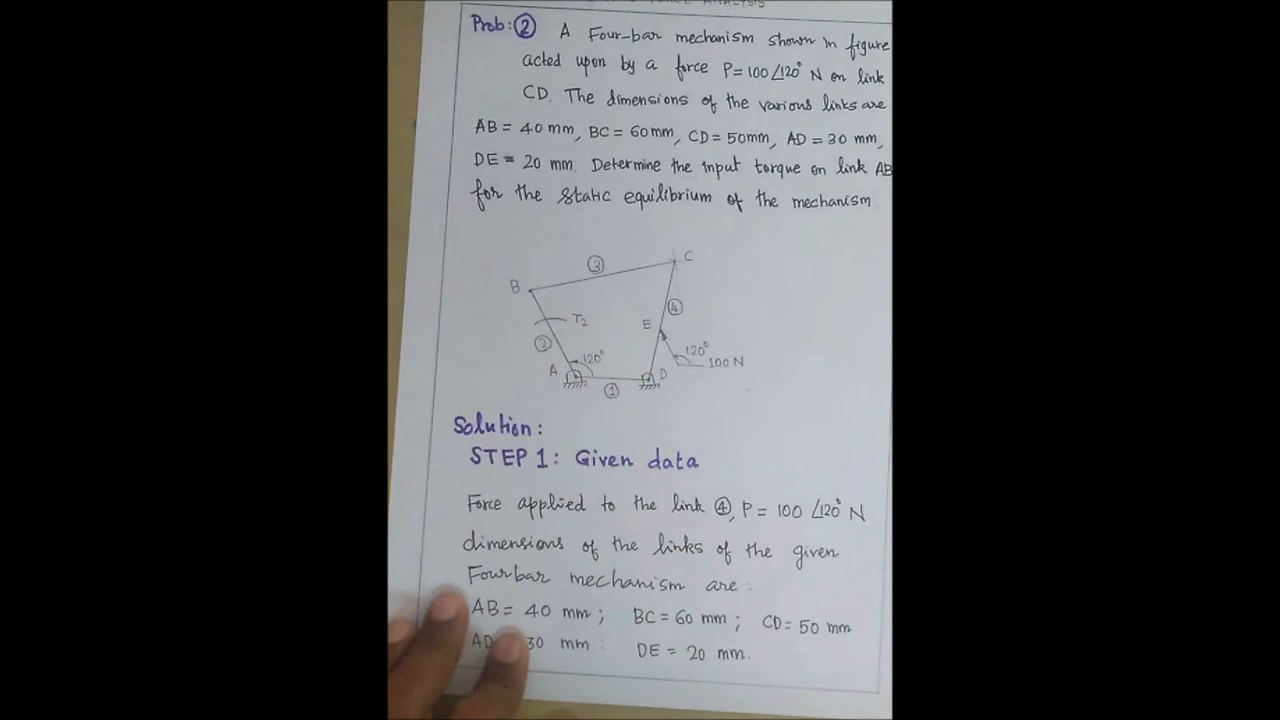 Prob: ② A Four-bar mechanism shown in figure
acted upon by a force P=100∠120° N on link
CD. The dimensions of the various links are
AB = 40 mm, BC = 60mm, CD = 50mm, AD = 30 mm,
DE = 20 mm. Determine the input torque on link AB
for the static equilibrium of the mechanism
C
③
B
④
T2
E
②
120°
120°
100 N
A
D
①
Solution:
STEP 1: Given data
Force applied to the link ④, P = 100 ∠120° N
dimensions of the links of the given
Fourbar mechanism are:
AB = 40 mm; BC = 60 mm; CD = 50 mm
AD 30 mm: DE = 20 mm.